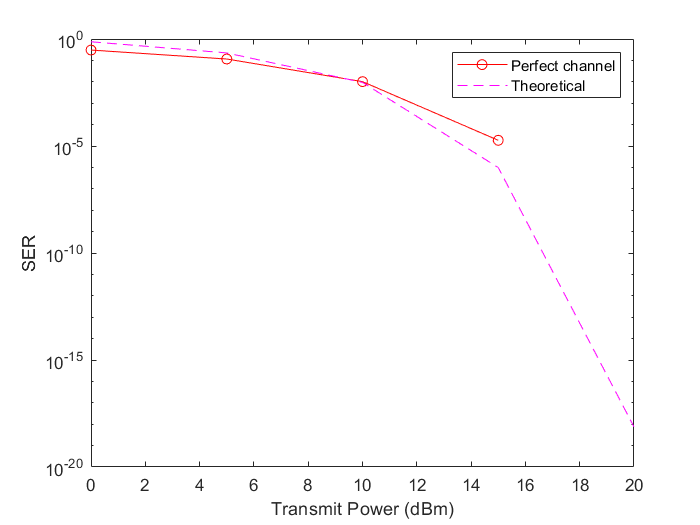 10^0
10^-5
10^-10
10^-15
10^-20
SER
Perfect channel
Theoretical
0 2 4 6 8 10 12 14 16 18 20
Transmit Power (dBm)